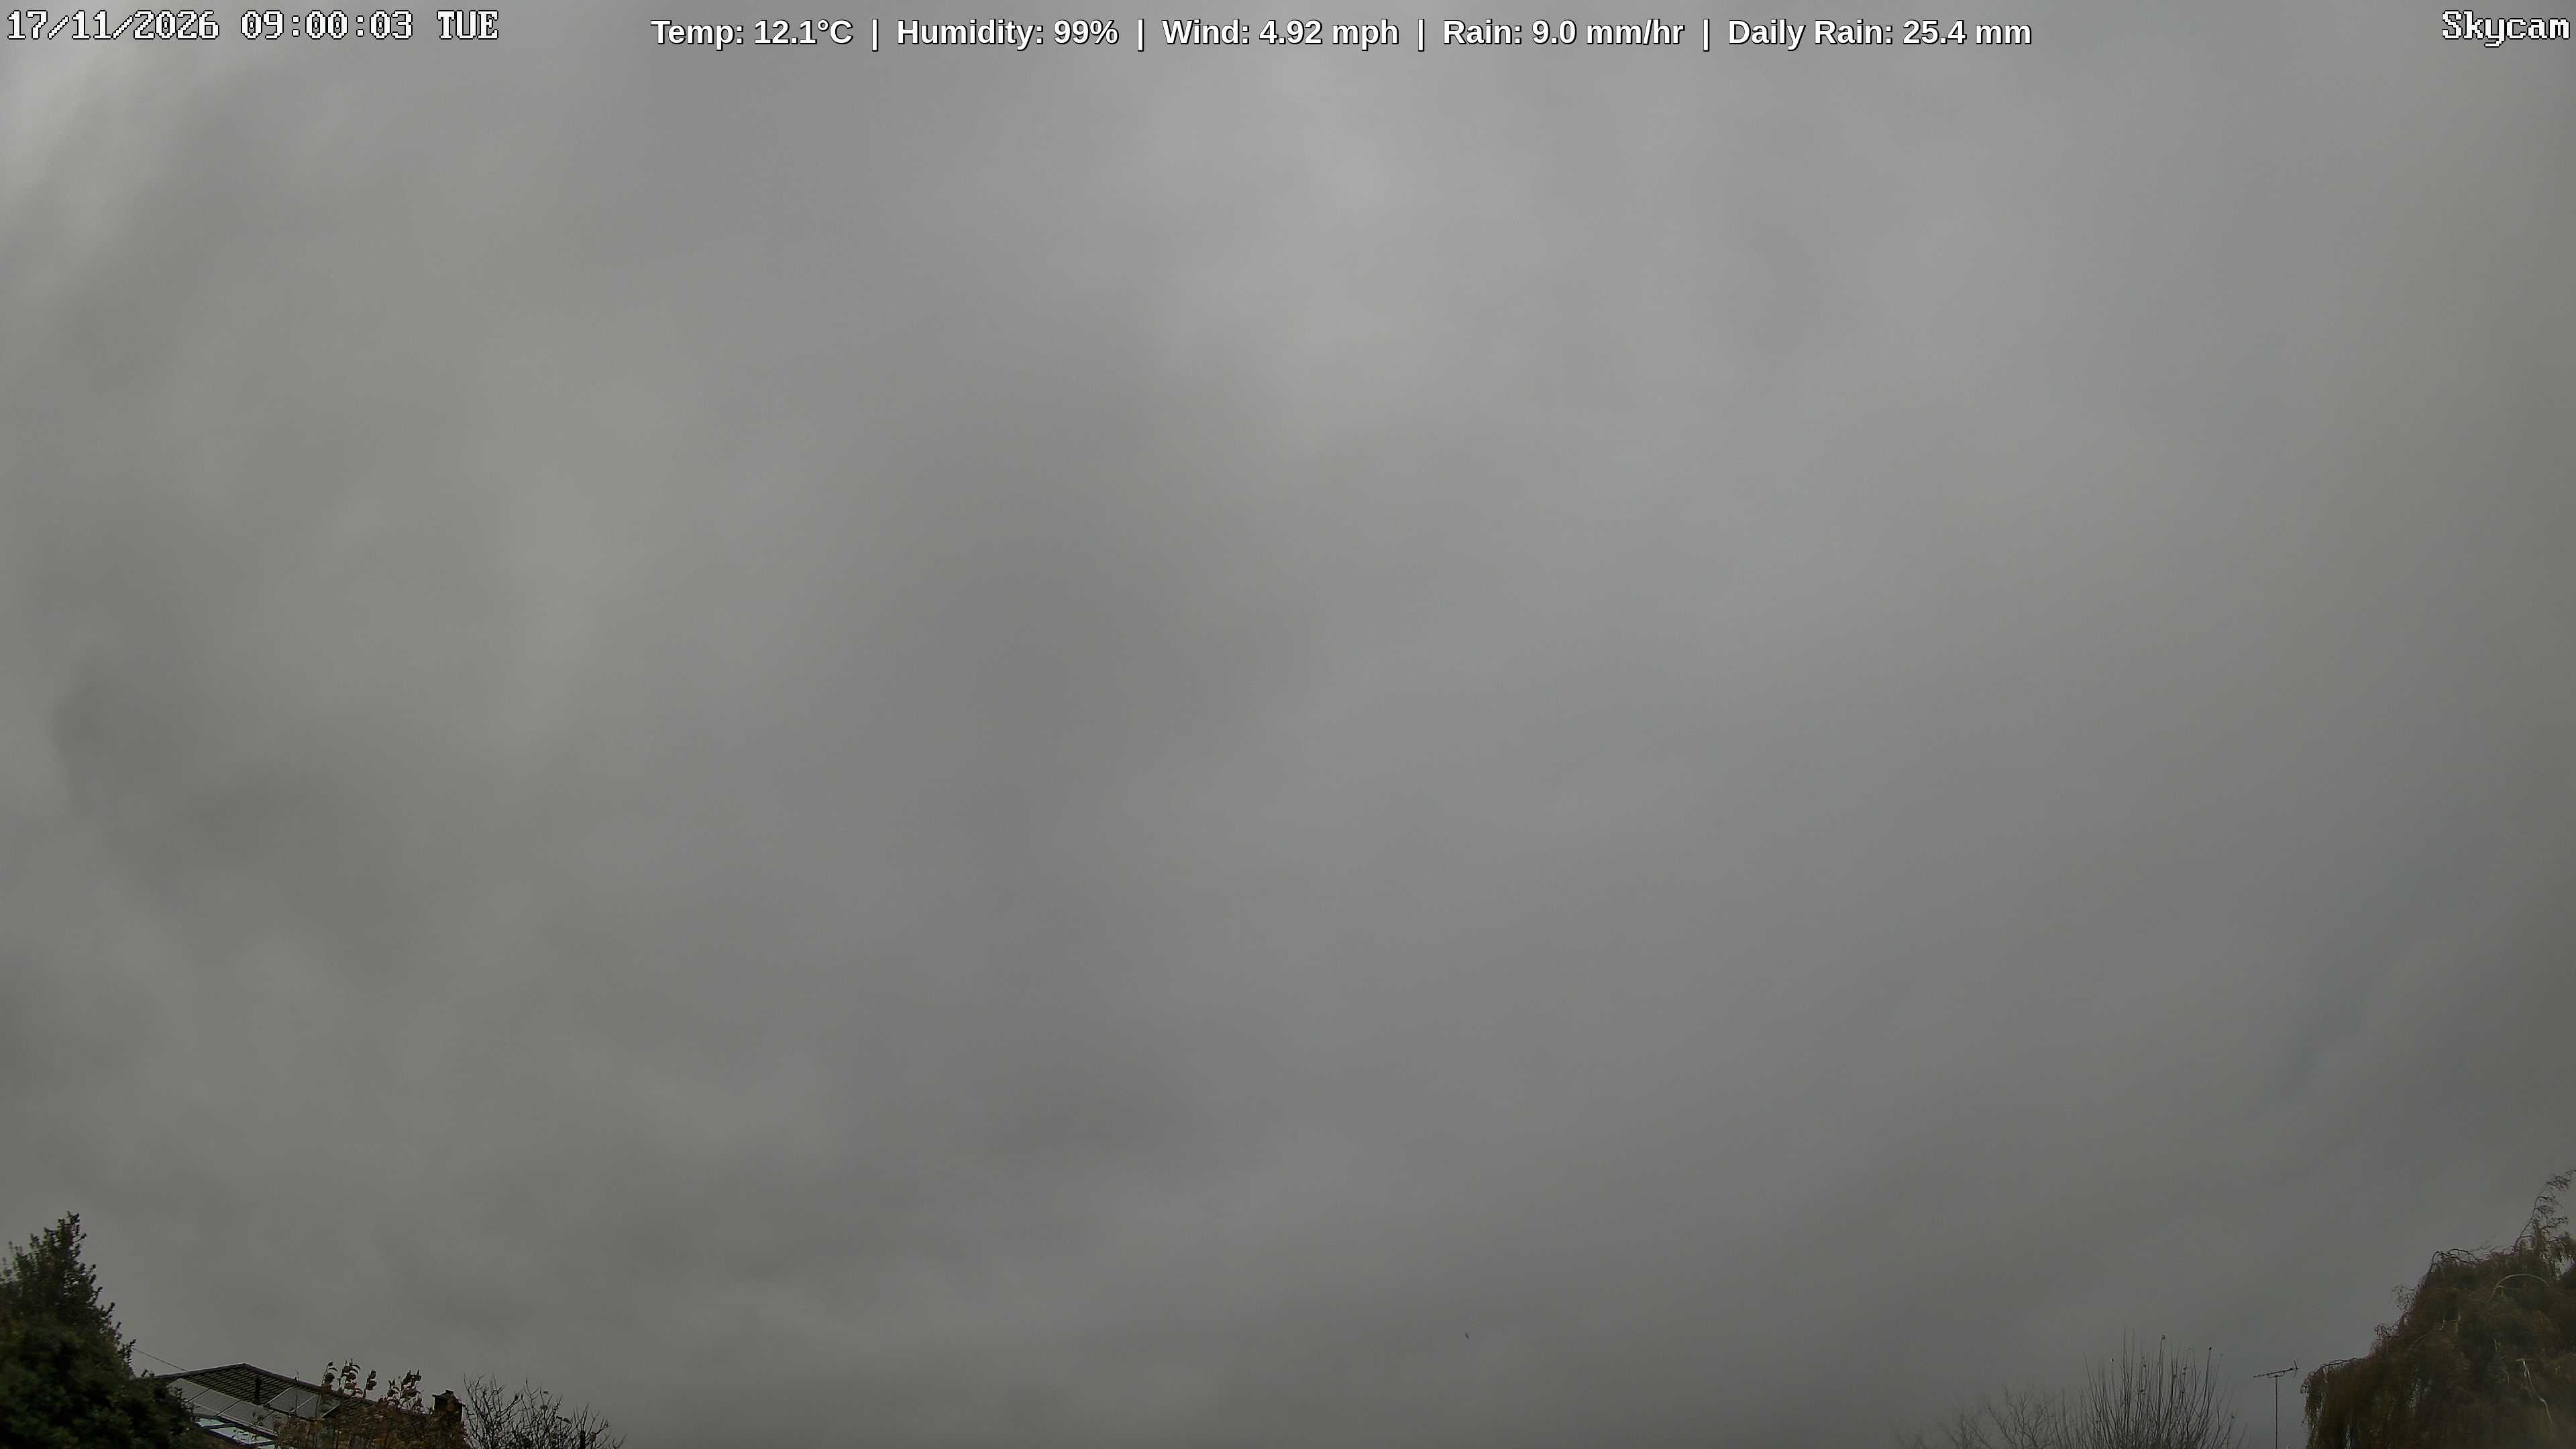 17/11/2026 09:00:03 TUE
Temp: 12.1°C | Humidity: 99% | Wind: 4.92 mph | Rain: 9.0 mm/hr | Daily Rain: 25.4 mm
Skycam